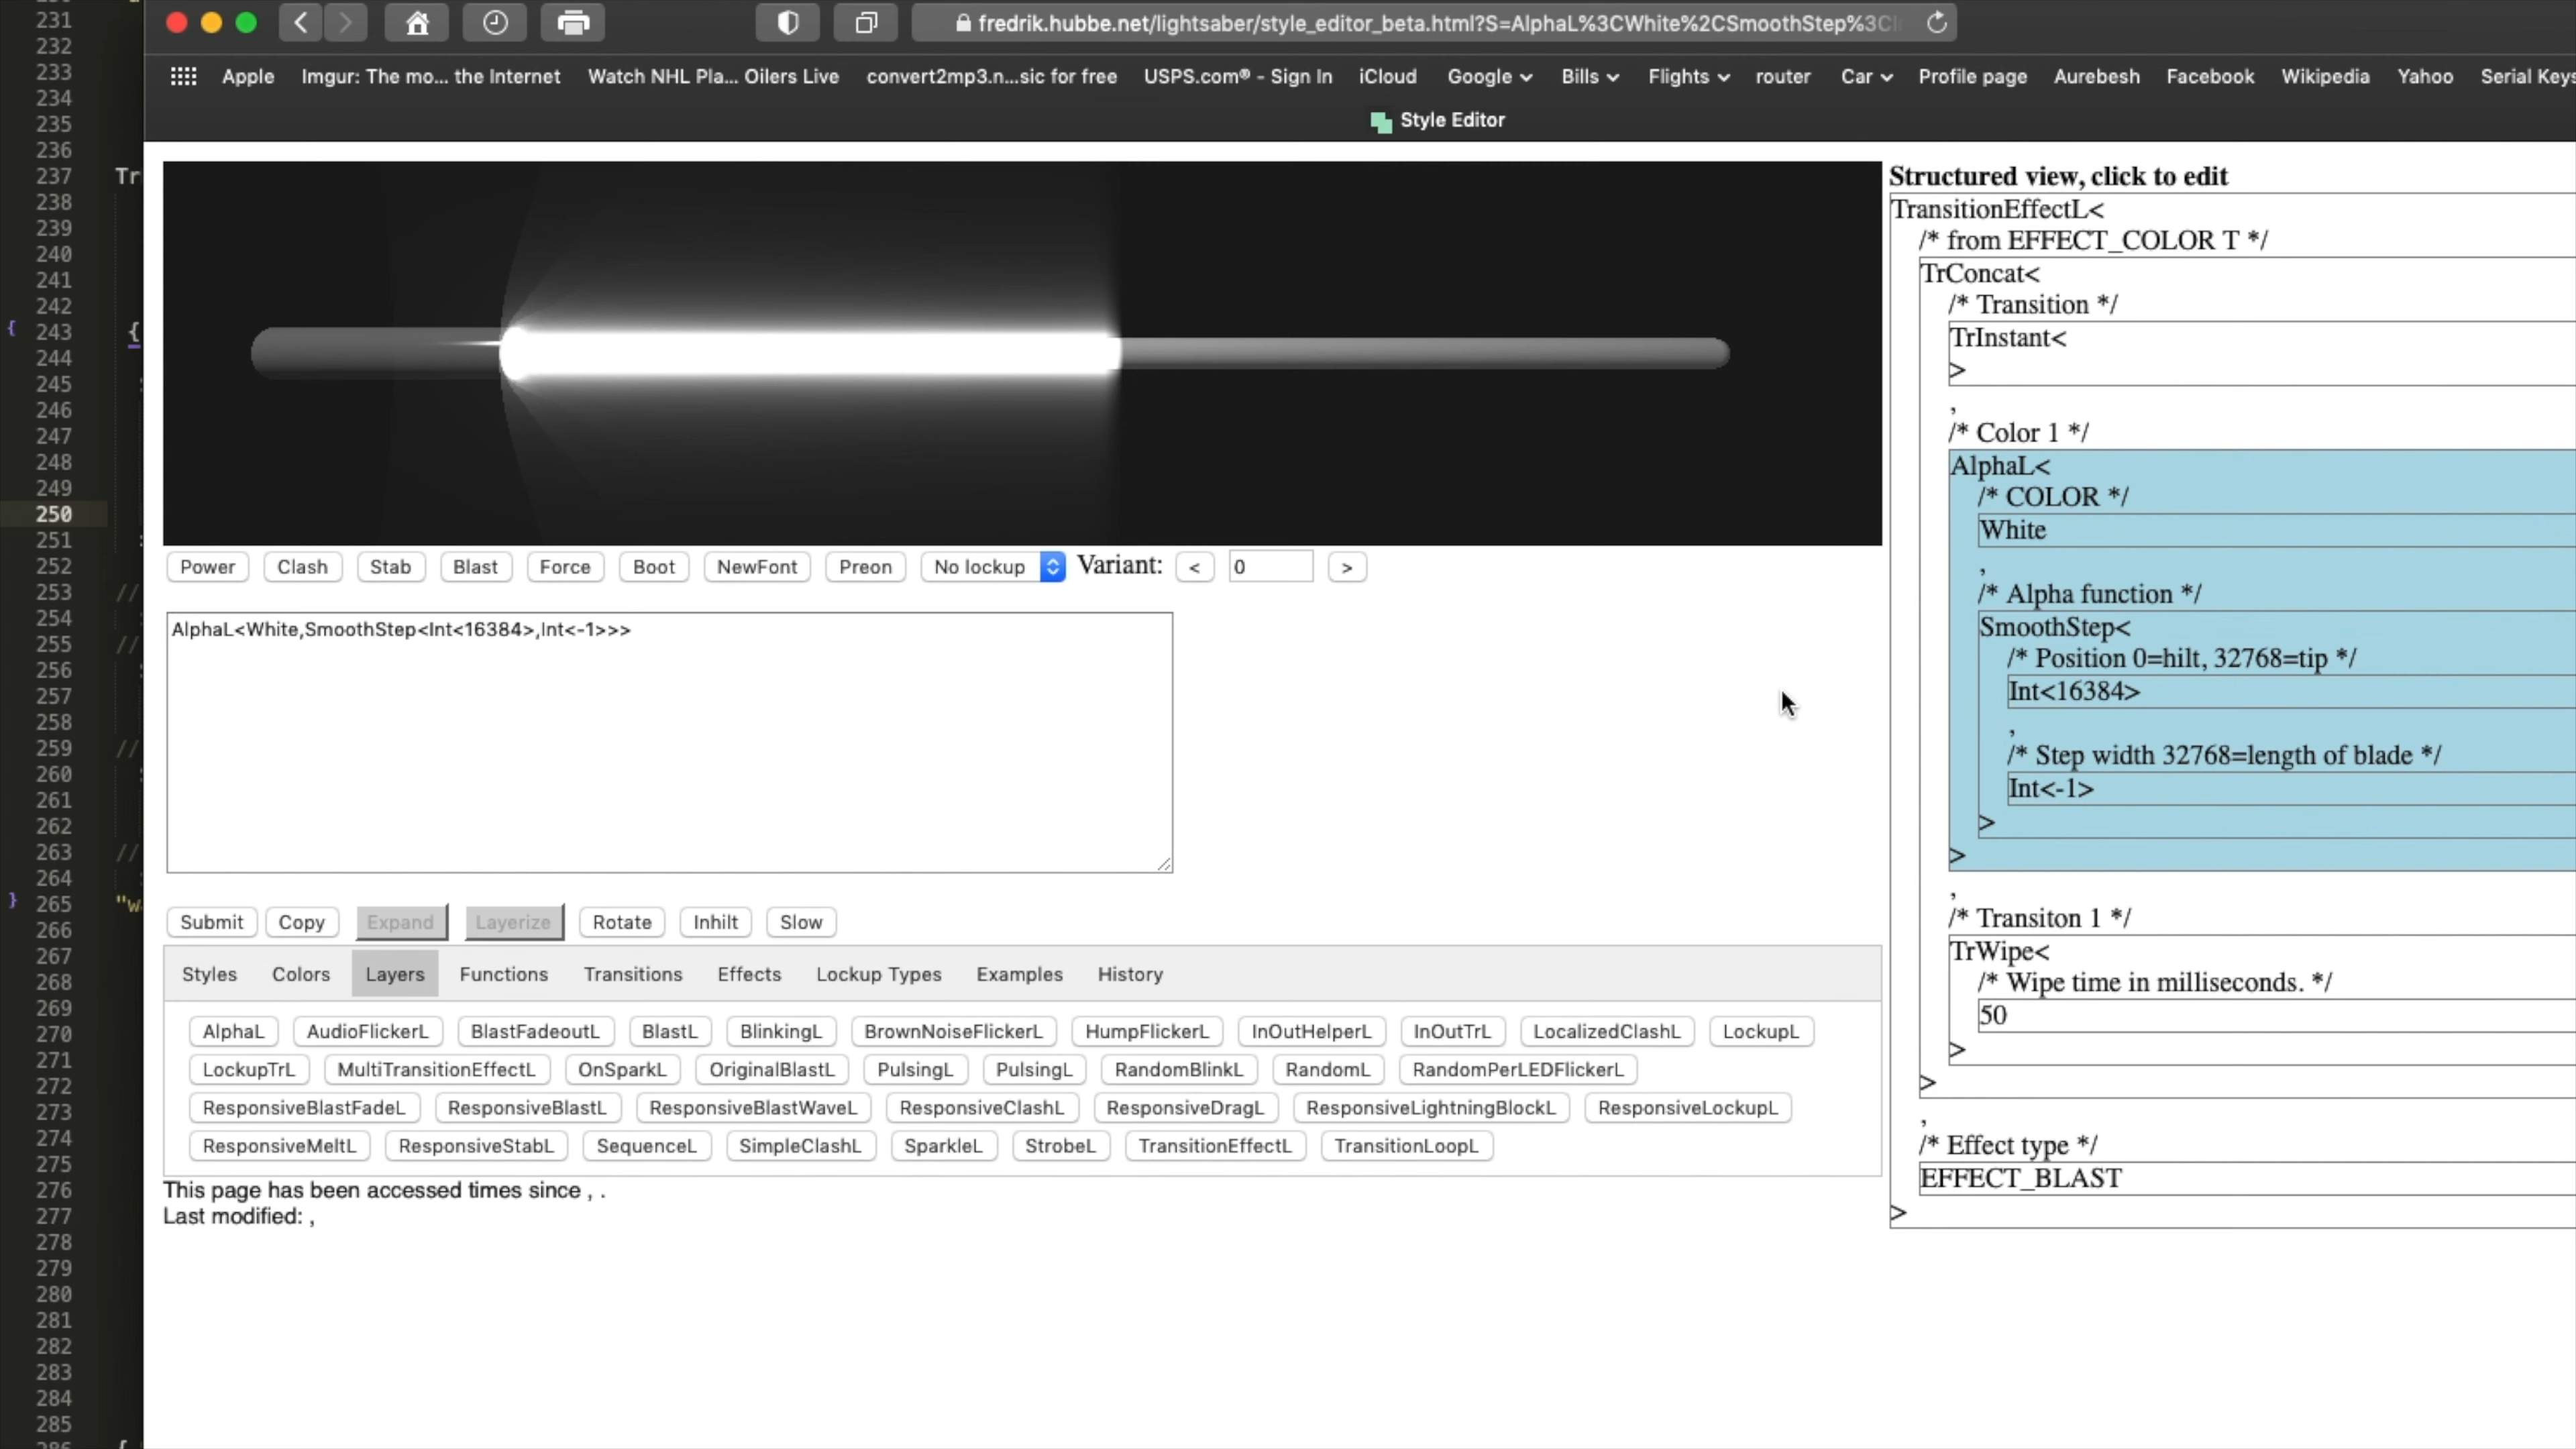 fredrik.hubbe.net/lightsaber/style_editor_beta.html?S=AlphaL%3CWhite%2CSmoothStep%3CI
Apple Imgur: The mo... the Internet Watch NHL Pla... Oilers Live convert2mp3.n...sic for free USPS.com® - Sign In iCloud Google Bills Flights router Car Profile page Aurebesh Facebook Wikipedia Yahoo Serial Keys
Style Editor
231
232
233
234
235
236
237 Tr
238
239
240
241
242
{ 243 {
244
245
246
247
248
249
250
251
252
253 //
254
255 //
256
257
258
259 //
260
261
262
263 //
264
} 265 "w
266
267
268
269
270
271
272
273
274
275
276
277
278
279
280
281
282
283
284
285
Power Clash Stab Blast Force Boot NewFont Preon No lockup Variant: < 0 >
AlphaL<White,SmoothStep<Int<16384>,Int<-1>>>
Submit Copy Expand Layerize Rotate Inhilt Slow
Styles Colors Layers Functions Transitions Effects Lockup Types Examples History
AlphaL AudioFlickerL BlastFadeoutL BlastL BlinkingL BrownNoiseFlickerL HumpFlickerL InOutHelperL InOutTrL LocalizedClashL LockupL
LockupTrL MultiTransitionEffectL OnSparkL OriginalBlastL PulsingL PulsingL RandomBlinkL RandomL RandomPerLEDFlickerL
ResponsiveBlastFadeL ResponsiveBlastL ResponsiveBlastWaveL ResponsiveClashL ResponsiveDragL ResponsiveLightningBlockL ResponsiveLockupL
ResponsiveMeltL ResponsiveStabL SequenceL SimpleClashL SparkleL StrobeL TransitionEffectL TransitionLoopL
This page has been accessed times since , .
Last modified: ,
Structured view, click to edit
TransitionEffectL<
/* from EFFECT_COLOR T */
TrConcat<
/* Transition */
TrInstant<
>
,
/* Color 1 */
AlphaL<
/* COLOR */
White
,
/* Alpha function */
SmoothStep<
/* Position 0=hilt, 32768=tip */
Int<16384>
,
/* Step width 32768=length of blade */
Int<-1>
>
>
,
/* Transiton 1 */
TrWipe<
/* Wipe time in milliseconds. */
50
>
>
,
/* Effect type */
EFFECT_BLAST
>